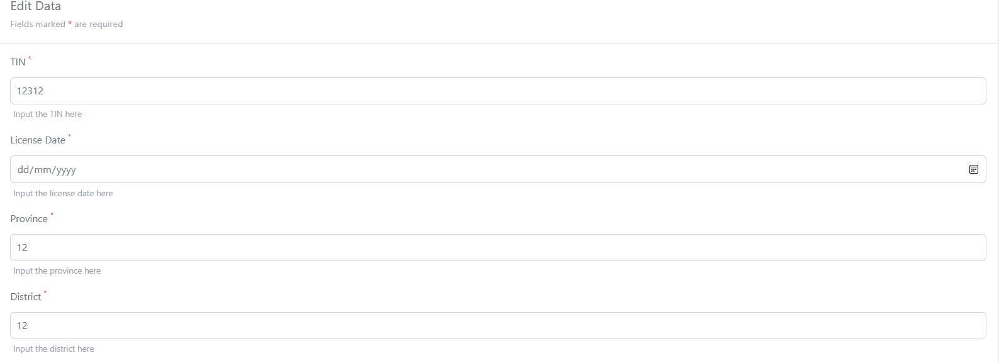 Edit Data
Fields marked * are required
TIN *
12312
Input the TIN here
License Date *
dd/mm/yyyy
Input the license date here
Province *
12
Input the province here
District *
12
Input the district here